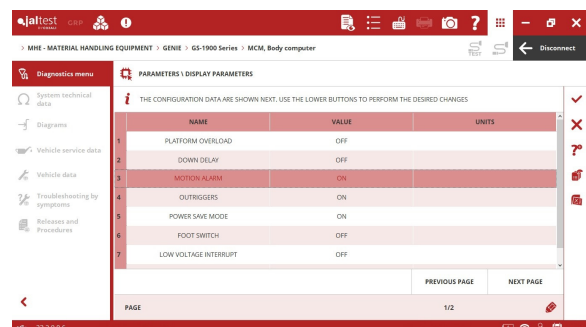 jaltest GRP
> MHE - MATERIAL HANDLING EQUIPMENT > GENIE > GS-1900 Series > MCM, Body computer
TEST
Disconnect
Diagnostics menu
System technical data
Diagrams
Vehicle service data
Vehicle data
Troubleshooting by symptoms
Releases and Procedures
PARAMETERS \ DISPLAY PARAMETERS
i THE CONFIGURATION DATA ARE SHOWN NEXT. USE THE LOWER BUTTONS TO PERFORM THE DESIRED CHANGES
NAME VALUE UNITS
1 PLATFORM OVERLOAD OFF
2 DOWN DELAY OFF
3 MOTION ALARM ON
4 OUTRIGGERS ON
5 POWER SAVE MODE ON
6 FOOT SWITCH OFF
7 LOW VOLTAGE INTERRUPT OFF
PREVIOUS PAGE NEXT PAGE
PAGE 1/2